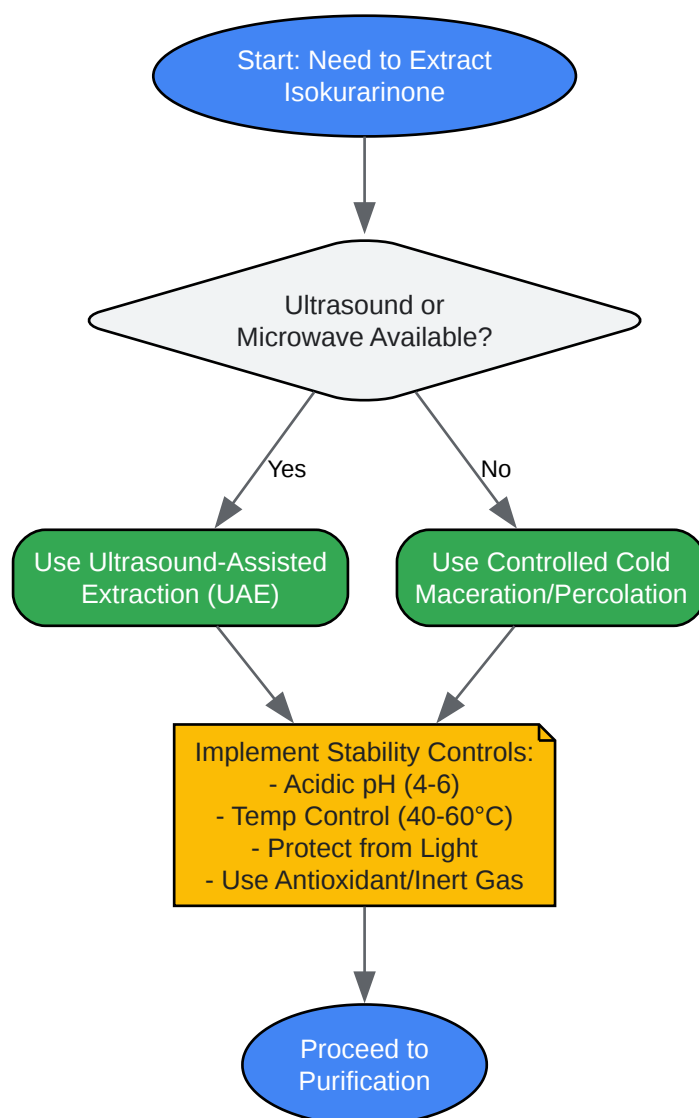 Start: Need to Extract
Isokurarinone
Ultrasound or
Microwave Available?
Yes
No
Use Ultrasound-Assisted
Extraction (UAE)
Use Controlled Cold
Maceration/Percolation
Implement Stability Controls:
- Acidic pH (4-6)
- Temp Control (40-60°C)
- Protect from Light
- Use Antioxidant/Inert Gas
Proceed to
Purification